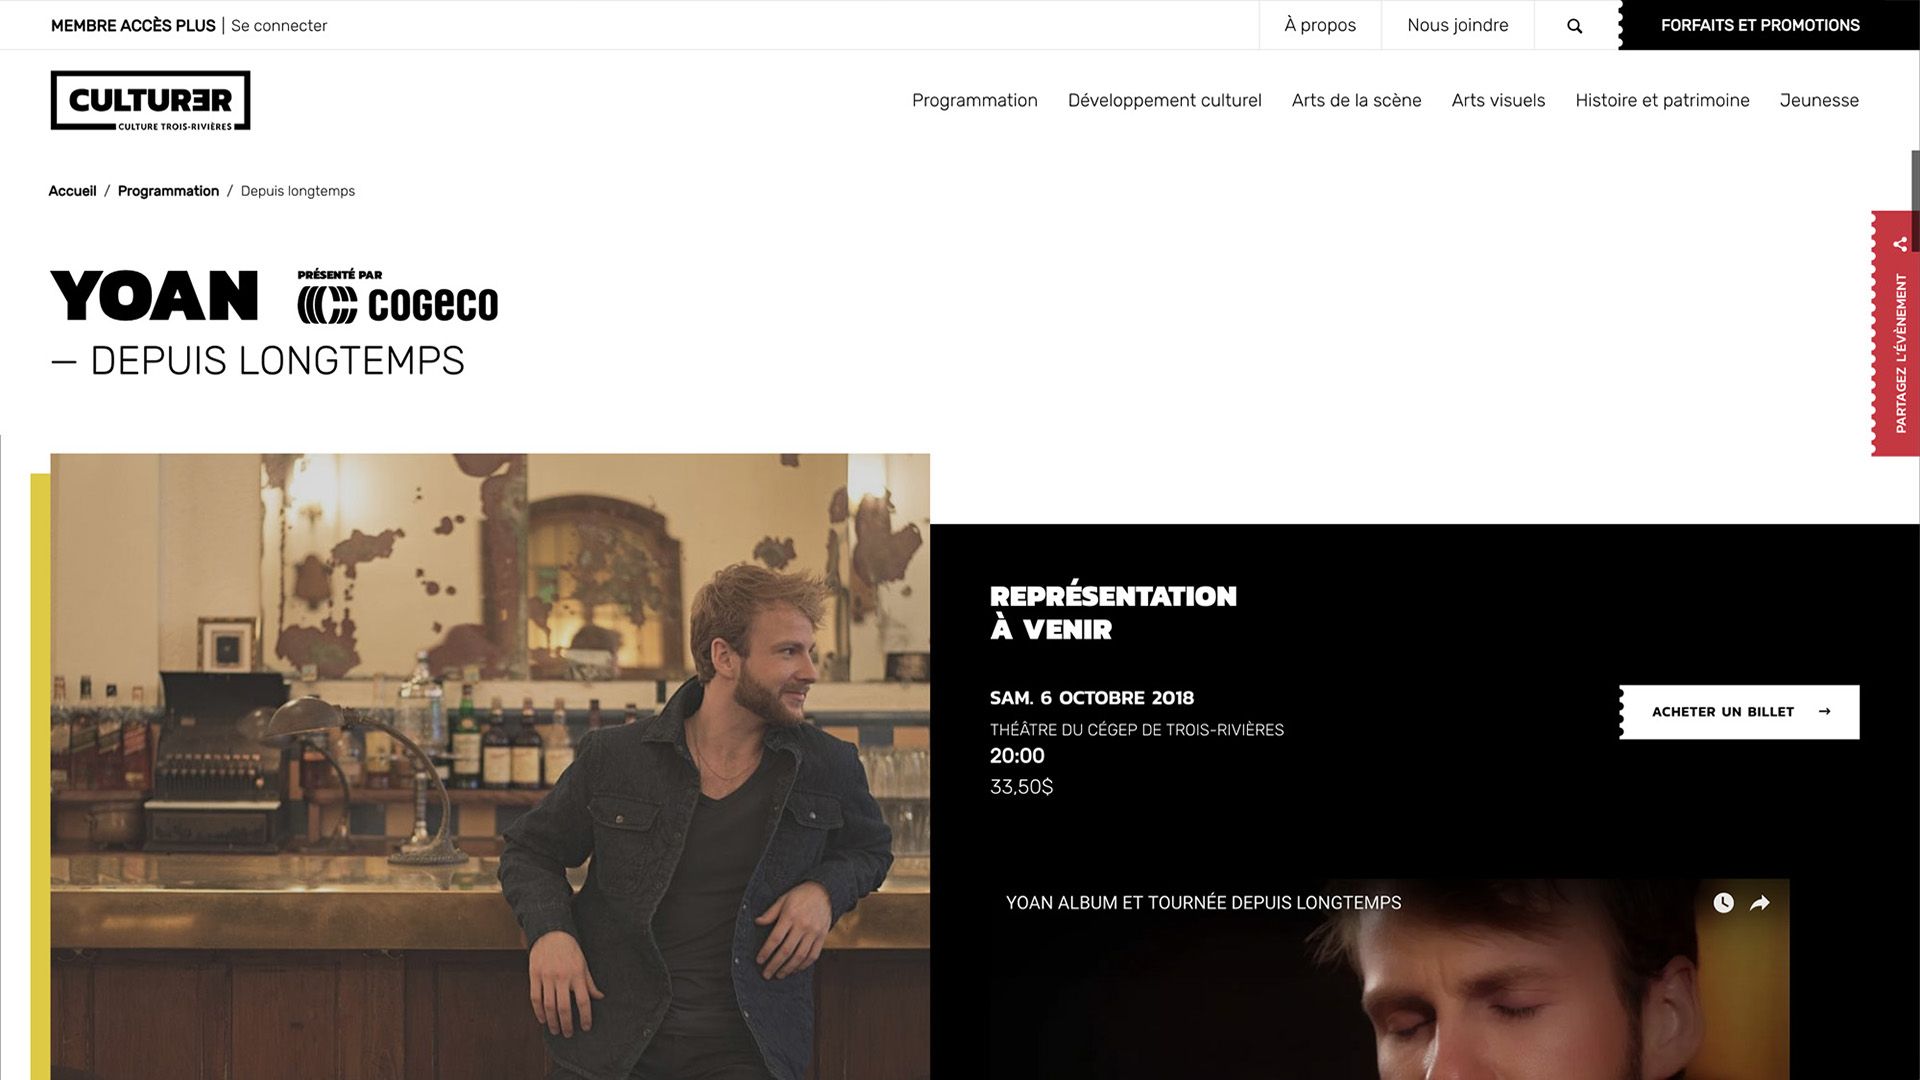 MEMBRE ACCÈS PLUS | Se connecter
À propos
Nous joindre
FORFAITS ET PROMOTIONS
CULTURƎR
CULTURE TROIS-RIVIÈRES
Programmation
Développement culturel
Arts de la scène
Arts visuels
Histoire et patrimoine
Jeunesse
Accueil / Programmation / Depuis longtemps
YOAN
PRÉSENTÉ PAR
COGECO
— DEPUIS LONGTEMPS
PARTAGEZ L'ÉVÈNEMENT
REPRÉSENTATION
À VENIR
SAM. 6 OCTOBRE 2018
THÉÂTRE DU CÉGEP DE TROIS-RIVIÈRES
20:00
33,50$
ACHETER UN BILLET →
YOAN ALBUM ET TOURNÉE DEPUIS LONGTEMPS